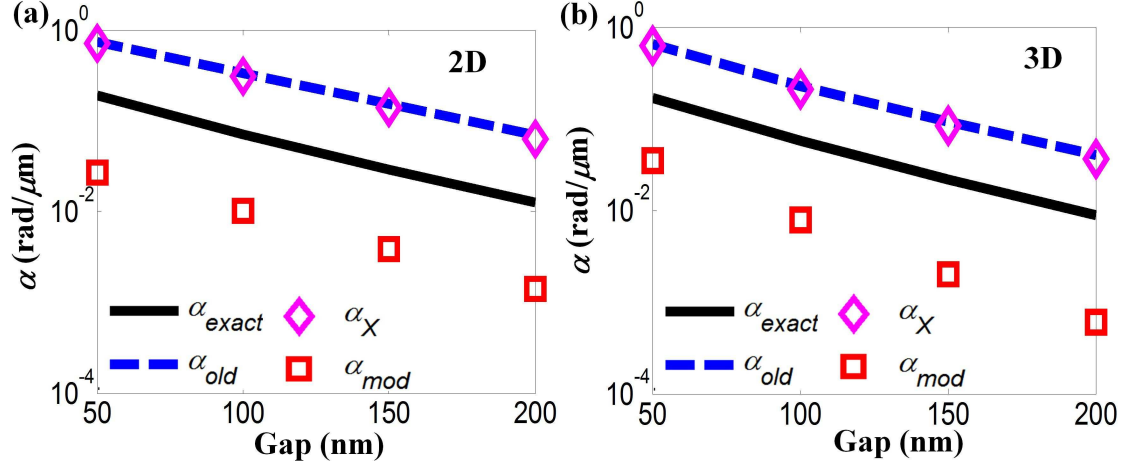 (a)
10^0
2D
α (rad/μm)
10^-2
α_exact
α_X
α_old
α_mod
10^-4
50
100
150
200
Gap (nm)
(b)
10^0
3D
α (rad/μm)
10^-2
α_exact
α_X
α_old
α_mod
10^-4
50
100
150
200
Gap (nm)